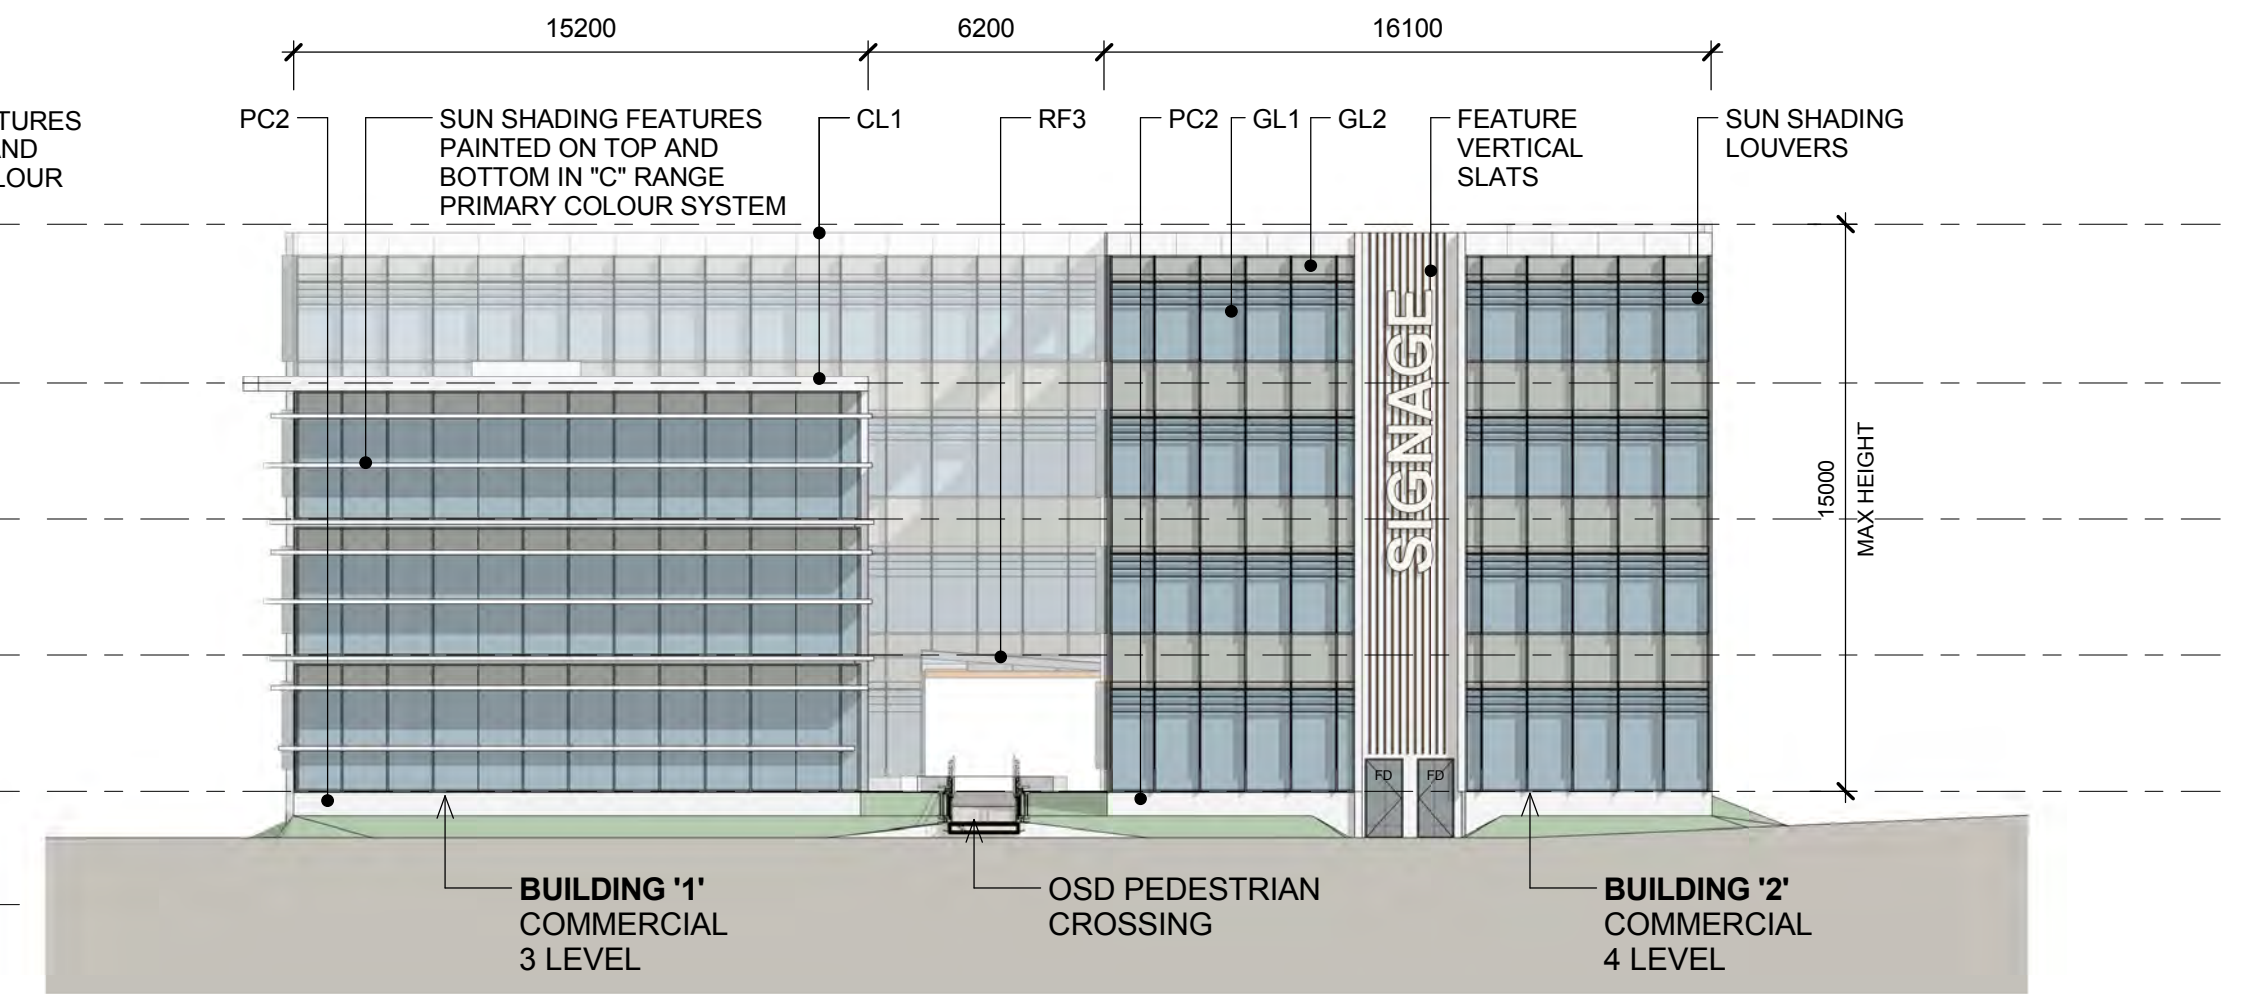 15200
6200
16100
TURES
ND
LOUR
PC2
SUN SHADING FEATURES
PAINTED ON TOP AND
BOTTOM IN "C" RANGE
PRIMARY COLOUR SYSTEM
CL1
RF3
PC2
GL1
GL2
FEATURE
VERTICAL
SLATS
SUN SHADING
LOUVERS
SIGNAGE
15000
MAX HEIGHT
FD
FD
BUILDING '1'
COMMERCIAL
3 LEVEL
OSD PEDESTRIAN
CROSSING
BUILDING '2'
COMMERCIAL
4 LEVEL